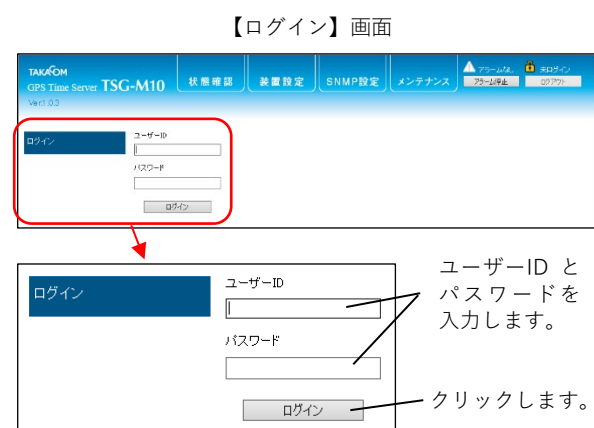 【ログイン】画面
TAKACOM
GPS Time Server TSG-M10
Ver1.03
状態確認 装置設定 SNMP設定 メンテナンス
アラームなし 未ログイン
アラーム停止 ログアウト
ログイン
ユーザーID
パスワード
ログイン
ログイン
ユーザーID
パスワード
ログイン
ユーザーID と
パスワードを
入力します。
クリックします。